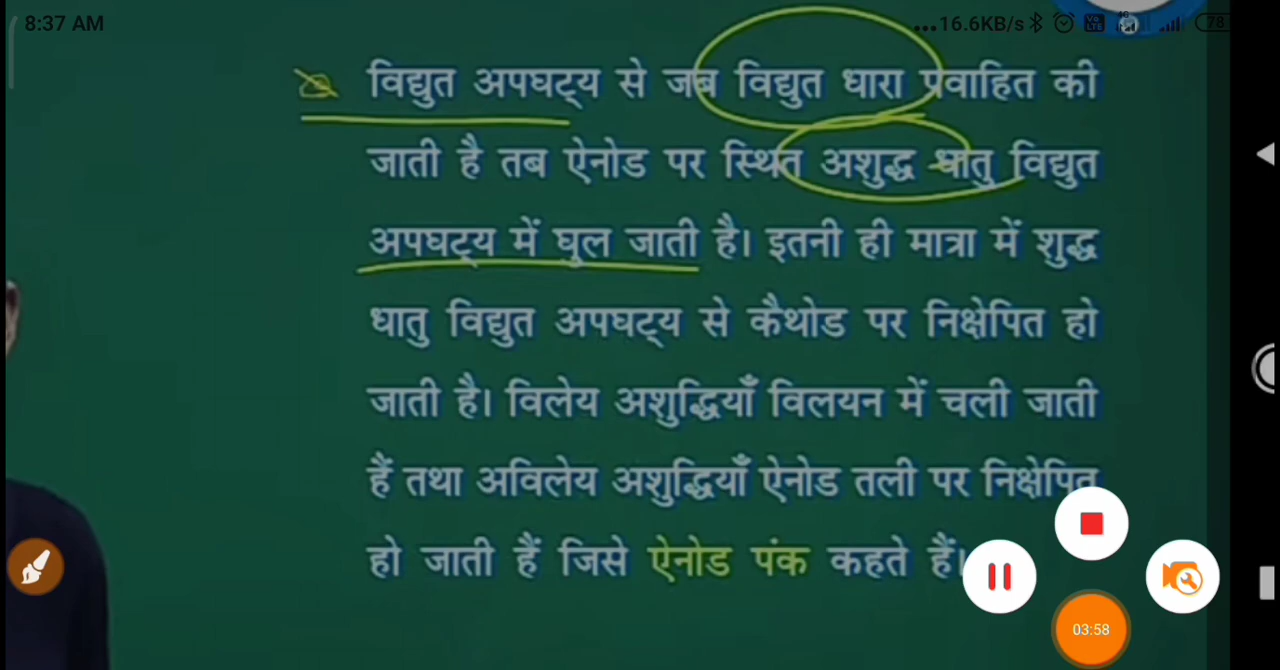 8:37 AM
...16.6KB/s 78
विद्युत अपघट्य से जब विद्युत धारा प्रवाहित की
जाती है तब ऐनोड पर स्थित अशुद्ध धातु विद्युत
अपघट्य में घुल जाती है। इतनी ही मात्रा में शुद्ध
धातु विद्युत अपघट्य से कैथोड पर निक्षेपित हो
जाती है। विलेय अशुद्धियाँ विलयन में चली जाती
हैं तथा अविलेय अशुद्धियाँ ऐनोड तली पर निक्षेपित
हो जाती हैं जिसे ऐनोड पंक कहते हैं।
03:58